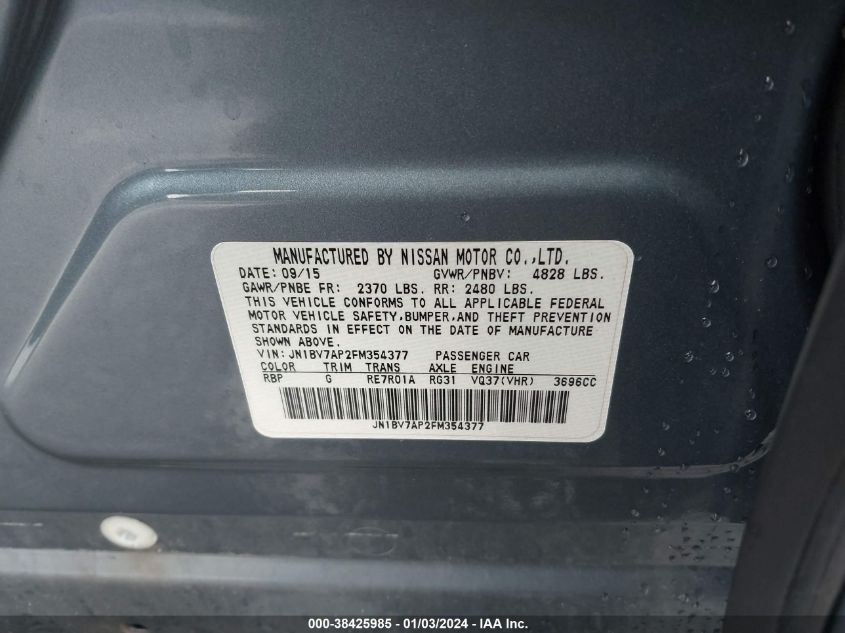 MANUFACTURED BY NISSAN MOTOR CO.,LTD.
DATE: 09/15 GVWR/PNBV: 4828 LBS.
GAWR/PNBE FR: 2370 LBS. RR: 2480 LBS.
THIS VEHICLE CONFORMS TO ALL APPLICABLE FEDERAL
MOTOR VEHICLE SAFETY,BUMPER,AND THEFT PREVENTION
STANDARDS IN EFFECT ON THE DATE OF MANUFACTURE
SHOWN ABOVE.
VIN: JN1BV7AP2FM354377 PASSENGER CAR
COLOR TRIM TRANS AXLE ENGINE
RBP G RE7R01A RG31 VQ37(VHR) 3696CC
JN1BV7AP2FM354377
000-38425985 - 01/03/2024 - IAA Inc.